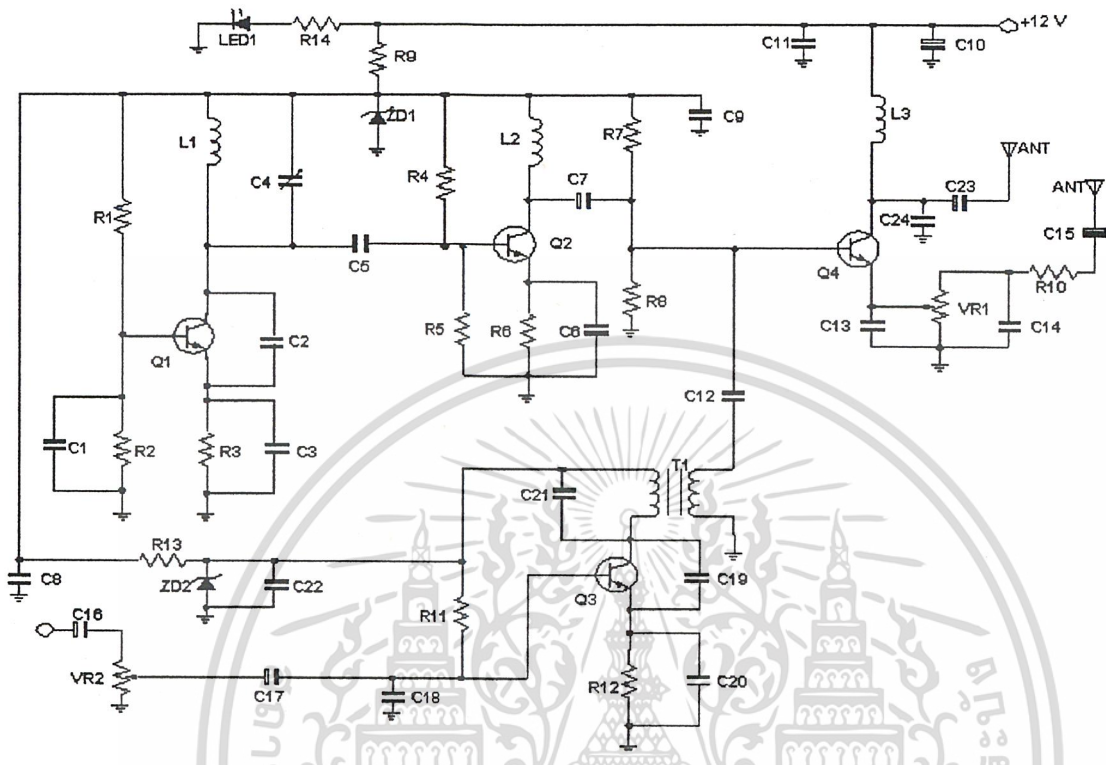 +12 V
LED1
R14
C11
C10
R9
ZD1
C9
L1
C4
R4
L2
R7
C7
L3
ANT
C23
C24
ANT
C15
R1
C5
Q2
Q4
R10
R5
R6
C6
R8
C13
VR1
C14
Q1
C2
C1
R2
R3
C3
C12
T1
C21
R13
ZD2
C22
C8
R11
Q3
C19
C16
VR2
C17
C18
R12
C20